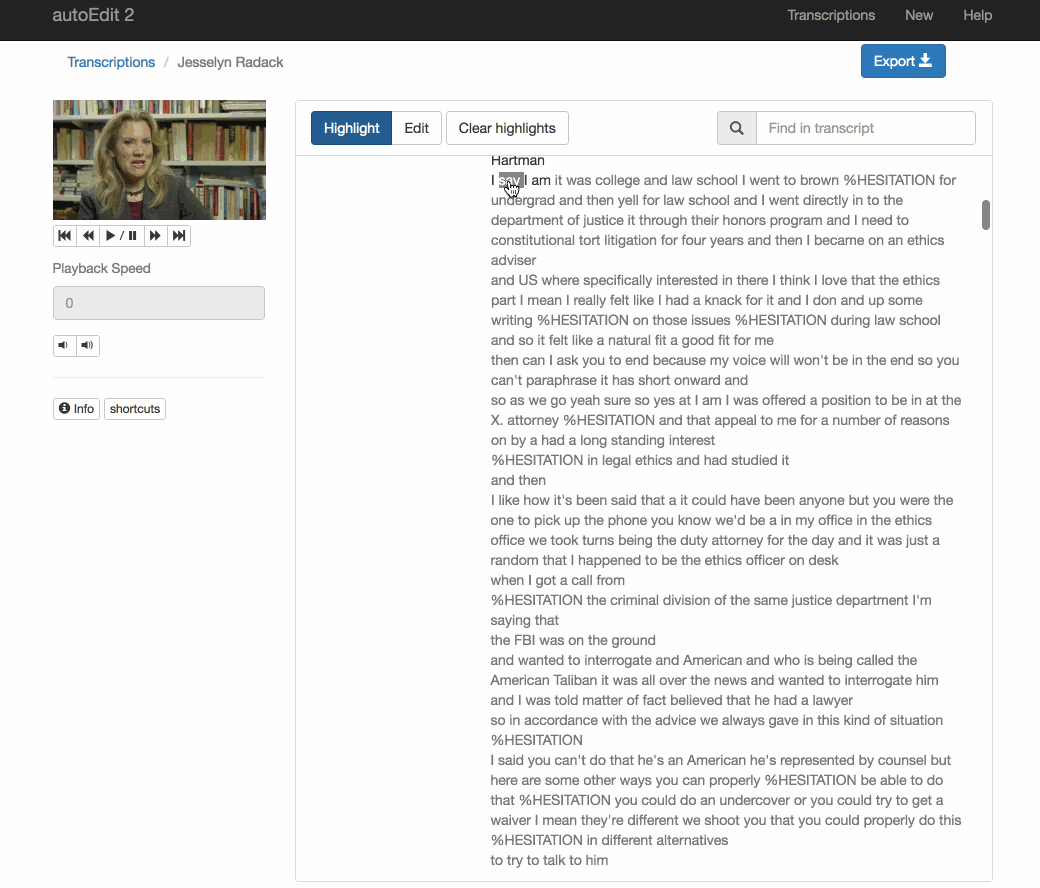 autoEdit 2
Transcriptions New Help
Transcriptions / Jesselyn Radack
Export
Highlight Edit Clear highlights
Find in transcript
/
Playback Speed
0
Info shortcuts
Hartman
I say I am it was college and law school I went to brown %HESITATION for
undergrad and then yell for law school and I went directly in to the
department of justice it through their honors program and I need to
constitutional tort litigation for four years and then I became on an ethics
adviser
and US where specifically interested in there I think I love that the ethics
part I mean I really felt like I had a knack for it and I don and up some
writing %HESITATION on those issues %HESITATION during law school
and so it felt like a natural fit a good fit for me
then can I ask you to end because my voice will won't be in the end so you
can't paraphrase it has short onward and
so as we go yeah sure so yes at I am I was offered a position to be in at the
X. attorney %HESITATION and that appeal to me for a number of reasons
on by a had a long standing interest
%HESITATION in legal ethics and had studied it
and then
I like how it's been said that a it could have been anyone but you were the
one to pick up the phone you know we'd be a in my office in the ethics
office we took turns being the duty attorney for the day and it was just a
random that I happened to be the ethics officer on desk
when I got a call from
%HESITATION the criminal division of the same justice department I'm
saying that
the FBI was on the ground
and wanted to interrogate and American and who is being called the
American Taliban it was all over the news and wanted to interrogate him
and I was told matter of fact believed that he had a lawyer
so in accordance with the advice we always gave in this kind of situation
%HESITATION
I said you can't do that he's an American he's represented by counsel but
here are some other ways you can properly %HESITATION be able to do
that %HESITATION you could do an undercover or you could try to get a
waiver I mean they're different we shoot you that you could properly do this
%HESITATION in different alternatives
to try to talk to him